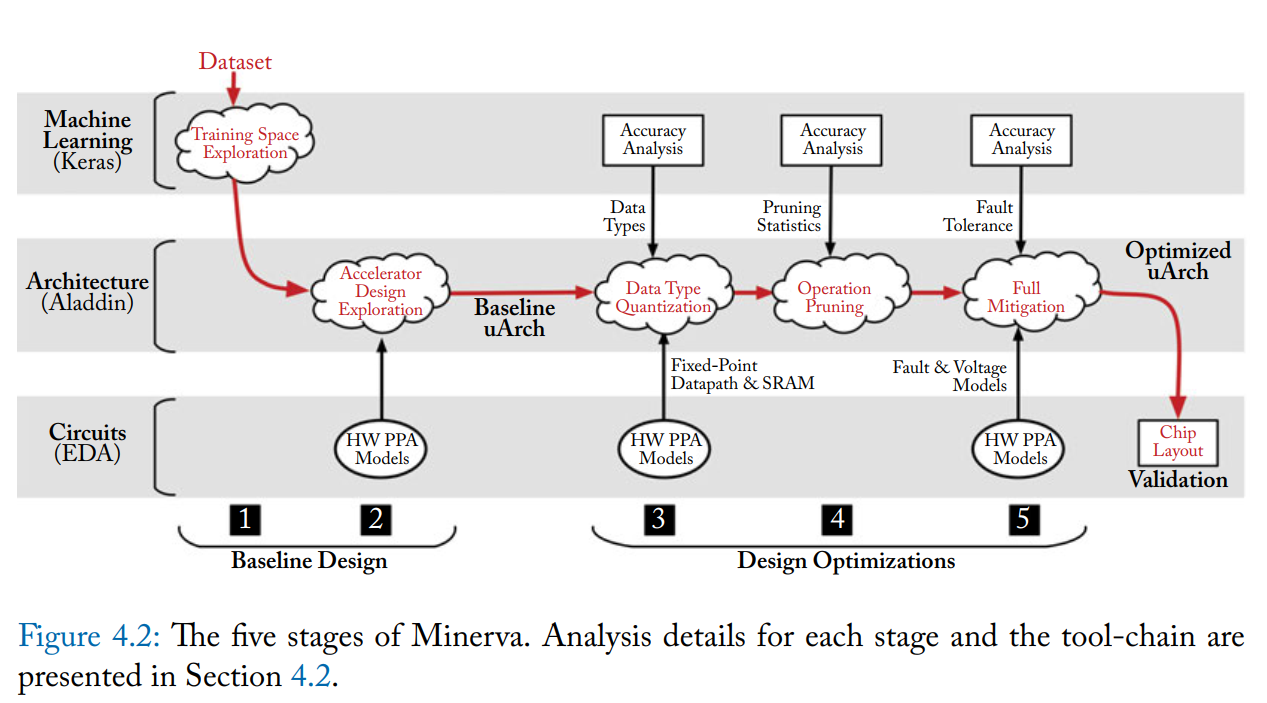 Dataset
Machine
Learning
(Keras)
Training Space
Exploration
Accuracy
Analysis
Accuracy
Analysis
Accuracy
Analysis
Data
Types
Pruning
Statistics
Fault
Tolerance
Architecture
(Aladdin)
Accelerator
Design
Exploration
Baseline
uArch
Data Type
Quantization
Operation
Pruning
Full
Mitigation
Optimized
uArch
Fixed-Point
Datapath & SRAM
Fault & Voltage
Models
Circuits
(EDA)
HW PPA
Models
HW PPA
Models
HW PPA
Models
Chip
Layout
Validation
1
2
3
4
5
Baseline Design
Design Optimizations
Figure 4.2: The five stages of Minerva. Analysis details for each stage and the tool-chain are
presented in Section 4.2.